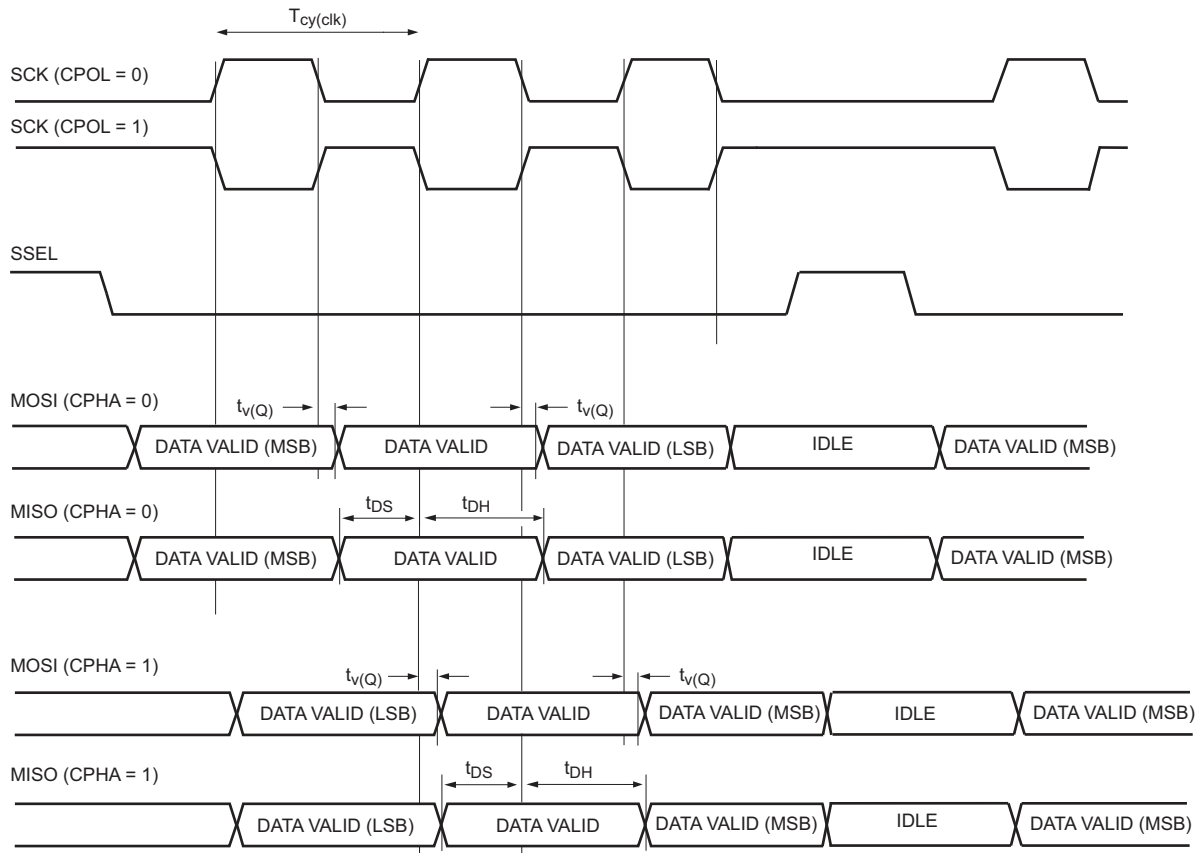 Tcy(clk)
SCK (CPOL = 0)
SCK (CPOL = 1)
SSEL
MOSI (CPHA = 0)
tv(Q) tv(Q)
DATA VALID (MSB) DATA VALID DATA VALID (LSB) IDLE DATA VALID (MSB)
MISO (CPHA = 0)
tDS tDH
DATA VALID (MSB) DATA VALID DATA VALID (LSB) IDLE DATA VALID (MSB)
MOSI (CPHA = 1)
tv(Q) tv(Q)
DATA VALID (LSB) DATA VALID DATA VALID (MSB) IDLE DATA VALID (MSB)
MISO (CPHA = 1)
tDS tDH
DATA VALID (LSB) DATA VALID DATA VALID (MSB) IDLE DATA VALID (MSB)